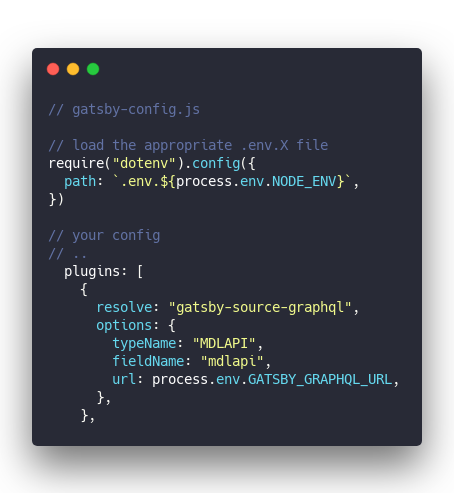 // gatsby-config.js

// load the appropriate .env.X file
require("dotenv").config({
  path: `.env.${process.env.NODE_ENV}`,
})

// your config
// ..
  plugins: [
    {
      resolve: "gatsby-source-graphql",
      options: {
        typeName: "MDLAPI",
        fieldName: "mdlapi",
        url: process.env.GATSBY_GRAPHQL_URL,
      },
    },